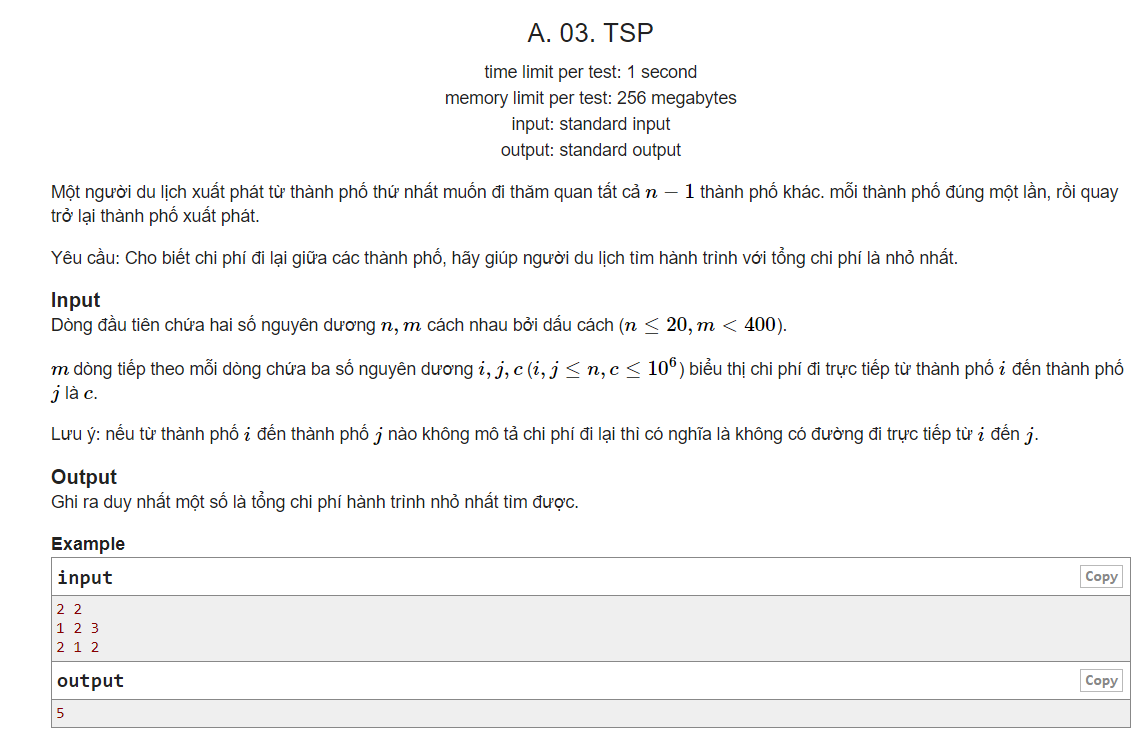 A. 03. TSP
time limit per test: 1 second
memory limit per test: 256 megabytes
input: standard input
output: standard output
Một người du lịch xuất phát từ thành phố thứ nhất muốn đi thăm quan tất cả n − 1 thành phố khác. mỗi thành phố đúng một lần, rồi quay
trở lại thành phố xuất phát.
Yêu cầu: Cho biết chi phí đi lại giữa các thành phố, hãy giúp người du lịch tìm hành trình với tổng chi phí là nhỏ nhất.
Input
Dòng đầu tiên chứa hai số nguyên dương n, m cách nhau bởi dấu cách (n ≤ 20, m < 400).
m dòng tiếp theo mỗi dòng chứa ba số nguyên dương i, j, c (i, j ≤ n, c ≤ 10⁶) biểu thị chi phí đi trực tiếp từ thành phố i đến thành phố
j là c.
Lưu ý: nếu từ thành phố i đến thành phố j nào không mô tả chi phí đi lại thì có nghĩa là không có đường đi trực tiếp từ i đến j.
Output
Ghi ra duy nhất một số là tổng chi phí hành trình nhỏ nhất tìm được.
Example
input Copy
2 2
1 2 3
2 1 2
output Copy
5